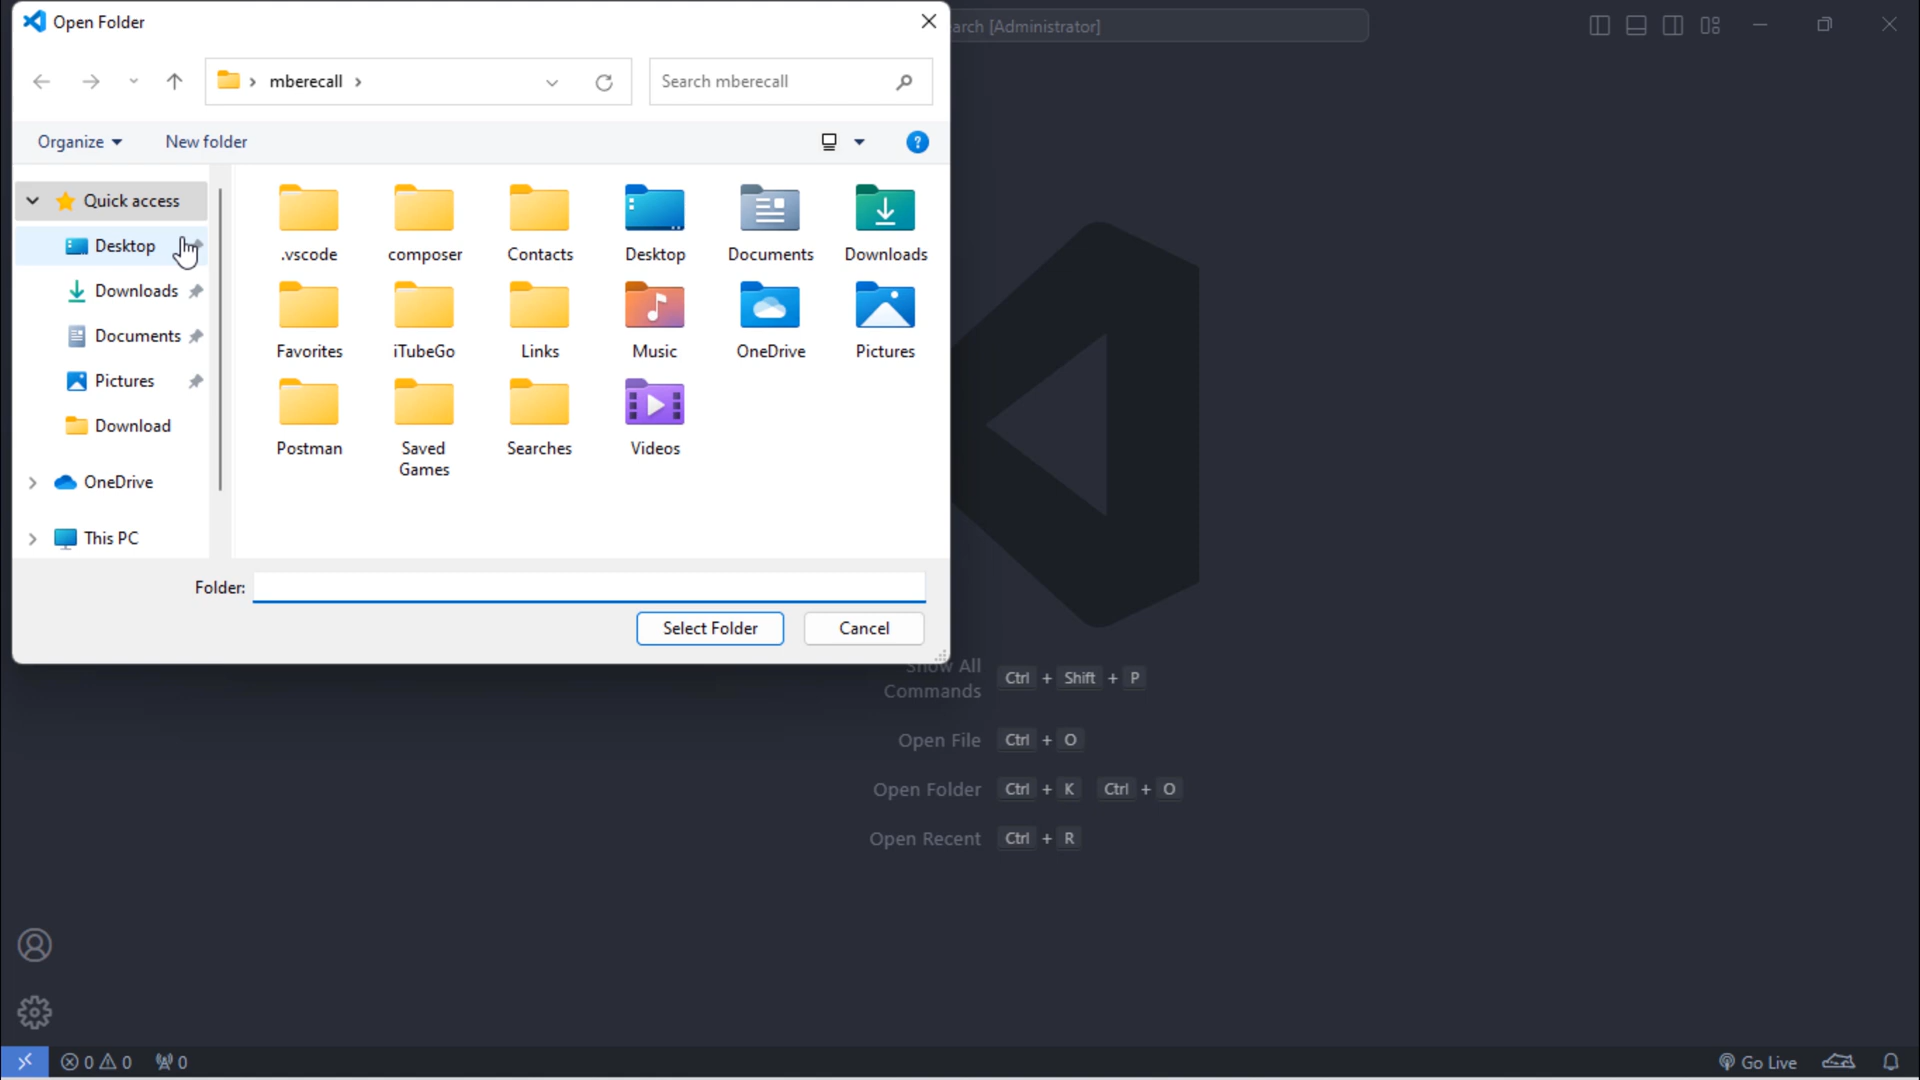 Open Folder
arch [Administrator]
mberecall
Search mberecall
Organize
New folder
?
Quick access
Desktop
Downloads
Documents
Pictures
Download
OneDrive
This PC
.vscode
composer
Contacts
Desktop
Documents
Downloads
Favorites
iTubeGo
Links
Music
OneDrive
Pictures
Postman
Saved
Games
Searches
Videos
Folder:
Select Folder
Cancel
Show All
Commands
Ctrl + Shift + P
Open File Ctrl + O
Open Folder Ctrl + K Ctrl + O
Open Recent Ctrl + R
0 0 0
Go Live